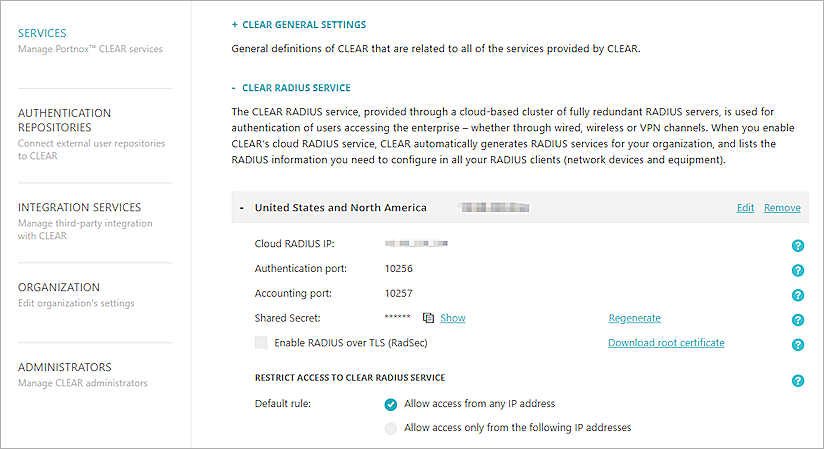 SERVICES
Manage Portnox™ CLEAR services
AUTHENTICATION
REPOSITORIES
Connect external user repositories
to CLEAR
INTEGRATION SERVICES
Manage third-party integration
with CLEAR
ORGANIZATION
Edit organization's settings
ADMINISTRATORS
Manage CLEAR administrators
+ CLEAR GENERAL SETTINGS
General definitions of CLEAR that are related to all of the services provided by CLEAR.
- CLEAR RADIUS SERVICE
The CLEAR RADIUS service, provided through a cloud-based cluster of fully redundant RADIUS servers, is used for
authentication of users accessing the enterprise – whether through wired, wireless or VPN channels. When you enable
CLEAR's cloud RADIUS service, CLEAR automatically generates RADIUS services for your organization, and lists the
RADIUS information you need to configure in all your RADIUS clients (network devices and equipment).
- United States and North America Edit Remove
Cloud RADIUS IP: ?
Authentication port: 10256 ?
Accounting port: 10257 ?
Shared Secret: ****** Show Regenerate ?
Enable RADIUS over TLS (RadSec) Download root certificate ?
RESTRICT ACCESS TO CLEAR RADIUS SERVICE ?
Default rule: Allow access from any IP address
Allow access only from the following IP addresses